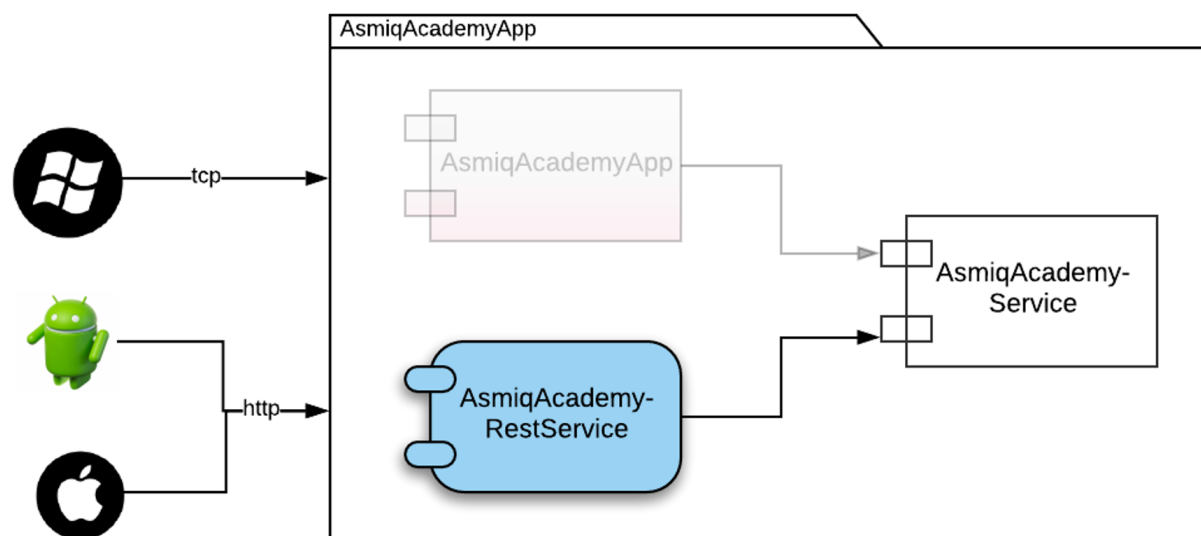 AsmiqAcademyApp
tcp
AsmiqAcademyApp
AsmiqAcademy-
Service
http
AsmiqAcademy-
RestService